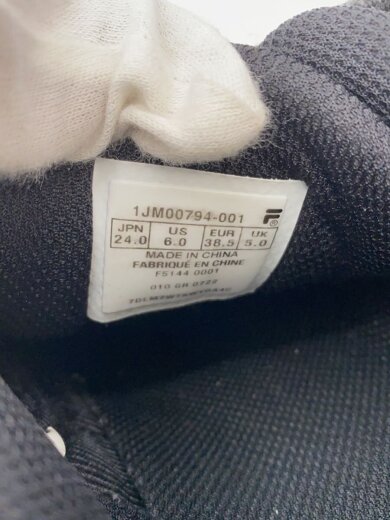 1JM00794-001
JPN US EUR UK
24.0 6.0 38.5 5.0
MADE IN CHINA
FABRIQUÉ EN CHINE
F5144 0001